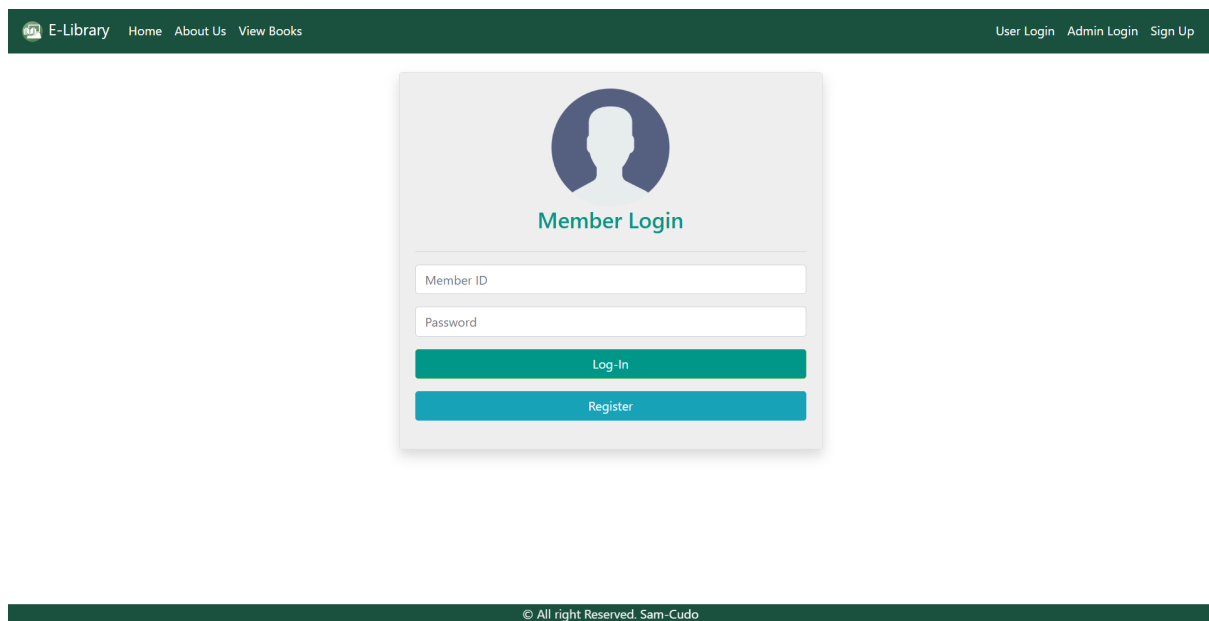 E-Library Home About Us View Books User Login Admin Login Sign Up
Member Login
Member ID
Password
Log-In
Register
© All right Reserved. Sam-Cudo